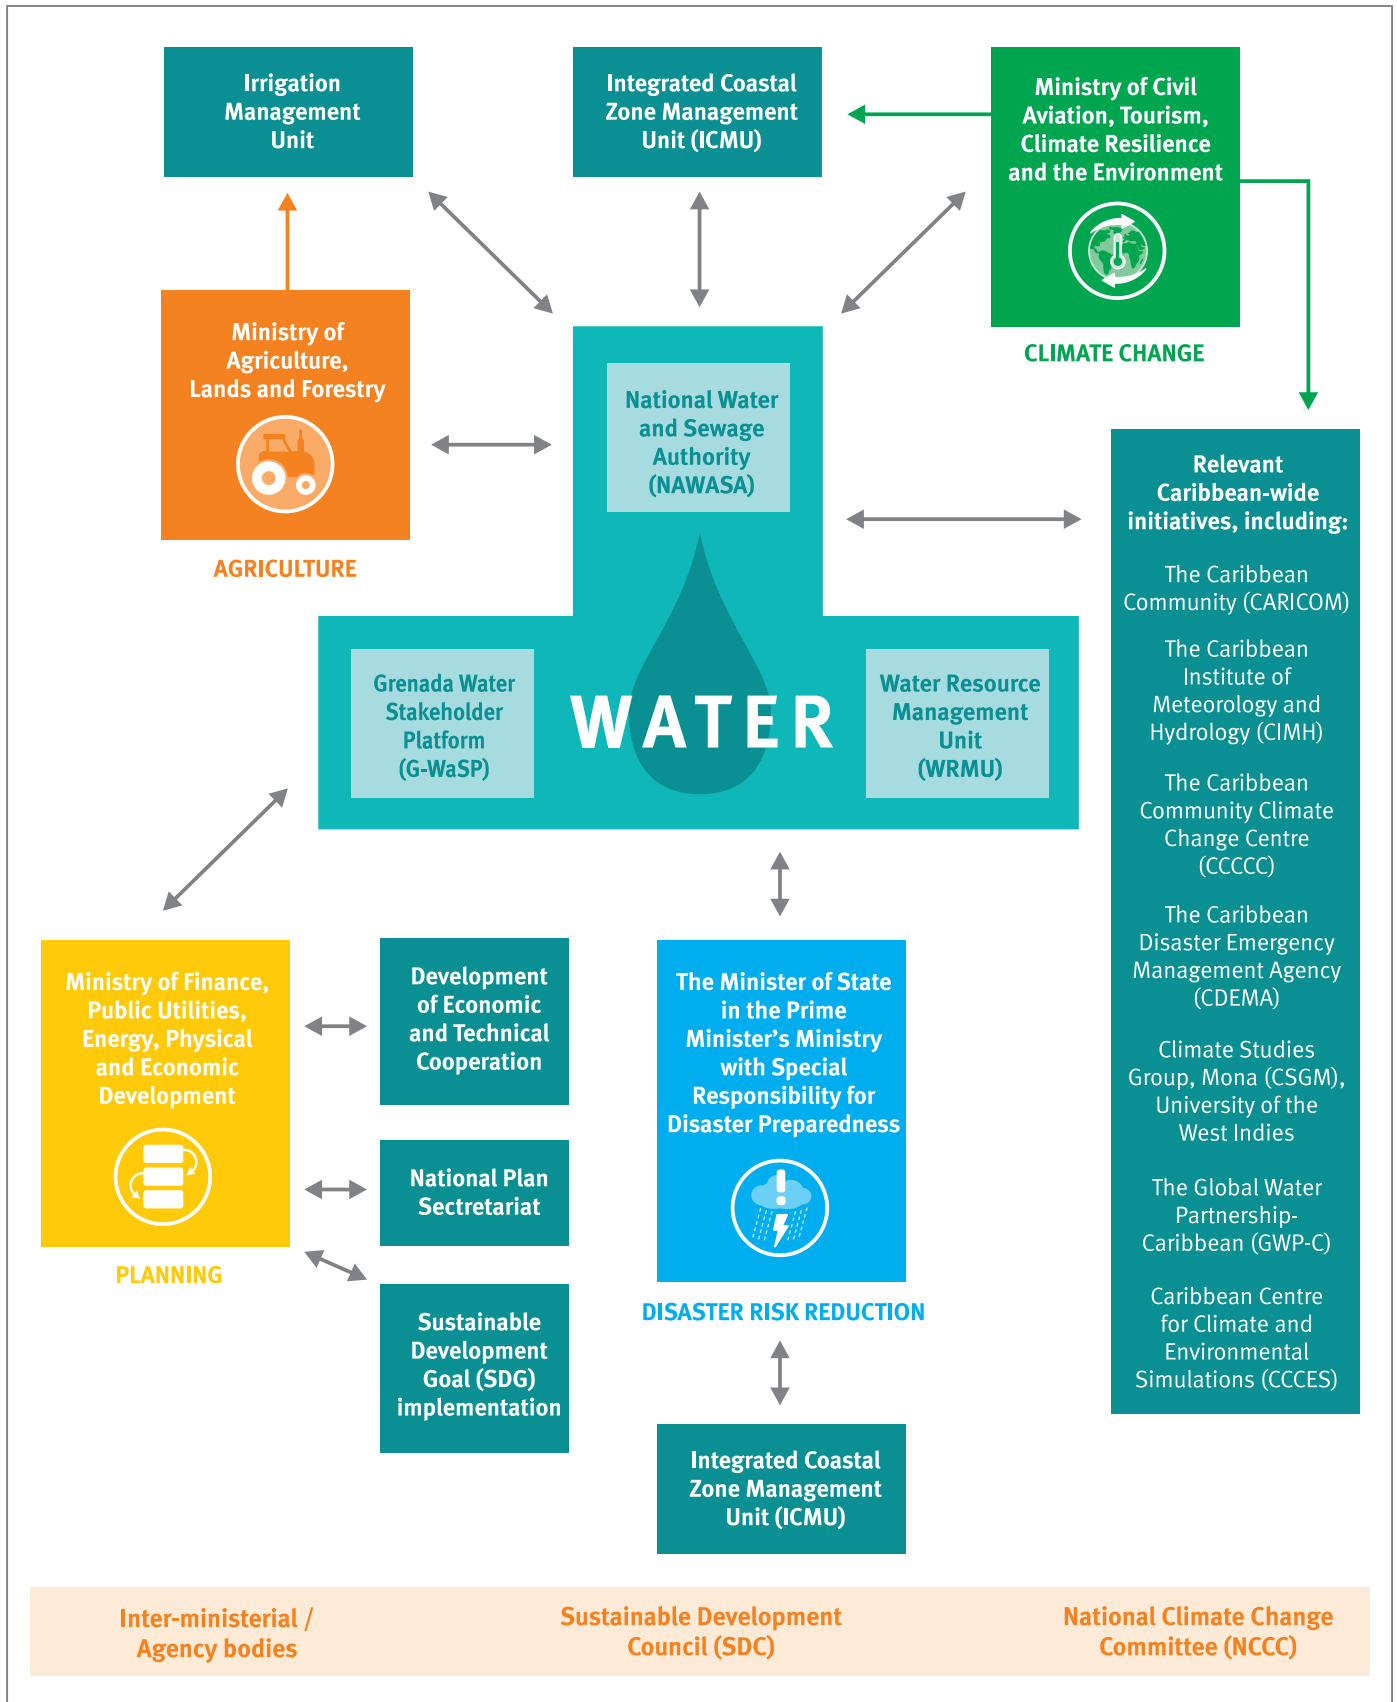 Irrigation
Management
Unit
Integrated Coastal
Zone Management
Unit (ICMU)
Ministry of Civil
Aviation, Tourism,
Climate Resilience
and the Environment
CLIMATE CHANGE
Ministry of
Agriculture,
Lands and Forestry
AGRICULTURE
National Water
and Sewage
Authority
(NAWASA)
Grenada Water
Stakeholder
Platform
(G-WaSP)
WATER
Water Resource
Management
Unit
(WRMU)
Relevant
Caribbean-wide
initiatives, including:
The Caribbean
Community (CARICOM)
The Caribbean
Institute of
Meteorology and
Hydrology (CIMH)
The Caribbean
Community Climate
Change Centre
(CCCCC)
The Caribbean
Disaster Emergency
Management Agency
(CDEMA)
Climate Studies
Group, Mona (CSGM),
University of the
West Indies
The Global Water
Partnership-
Caribbean (GWP-C)
Caribbean Centre
for Climate and
Environmental
Simulations (CCCES)
Ministry of Finance,
Public Utilities,
Energy, Physical
and Economic
Development
PLANNING
Development
of Economic
and Technical
Cooperation
National Plan
Sectretariat
Sustainable
Development
Goal (SDG)
implementation
The Minister of State
in the Prime
Minister’s Ministry
with Special
Responsibility for
Disaster Preparedness
DISASTER RISK REDUCTION
Integrated Coastal
Zone Management
Unit (ICMU)
Inter-ministerial /
Agency bodies
Sustainable Development
Council (SDC)
National Climate Change
Committee (NCCC)